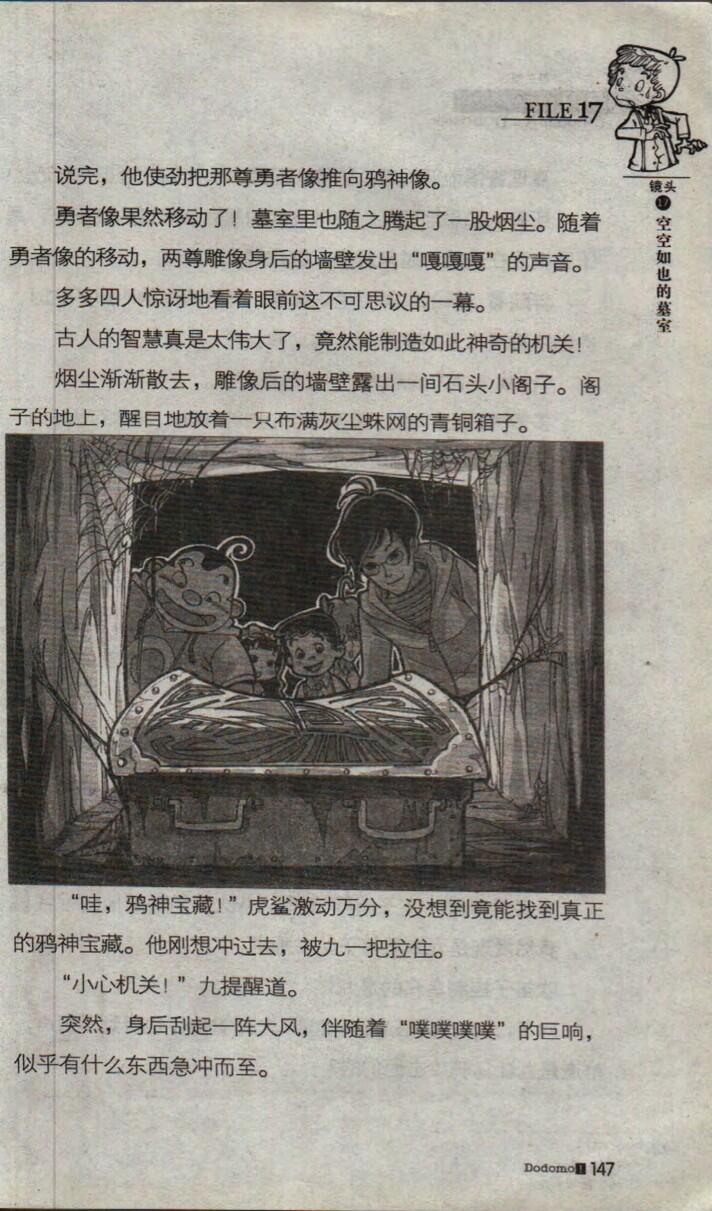 FILE 17
镜头
17
空空如也的墓室
说完，他使劲把那尊勇者像推向鸦神像。
勇者像果然移动了！墓室里也随之腾起了一股烟尘。随着
勇者像的移动，两尊雕像身后的墙壁发出“嘎嘎嘎”的声音。
多多四人惊讶地看着眼前这不可思议的一幕。
古人的智慧真是太伟大了，竟然能制造如此神奇的机关！
烟尘渐渐散去，雕像后的墙壁露出一间石头小阁子。阁
子的地上，醒目地放着一只布满灰尘蛛网的青铜箱子。
“哇，鸦神宝藏！”虎鲨激动万分，没想到竟能找到真正
的鸦神宝藏。他刚想冲过去，被九一把拉住。
“小心机关！”九提醒道。
突然，身后刮起一阵大风，伴随着“噗噗噗噗”的巨响，
似乎有什么东西急冲而至。
Dodomo! 147